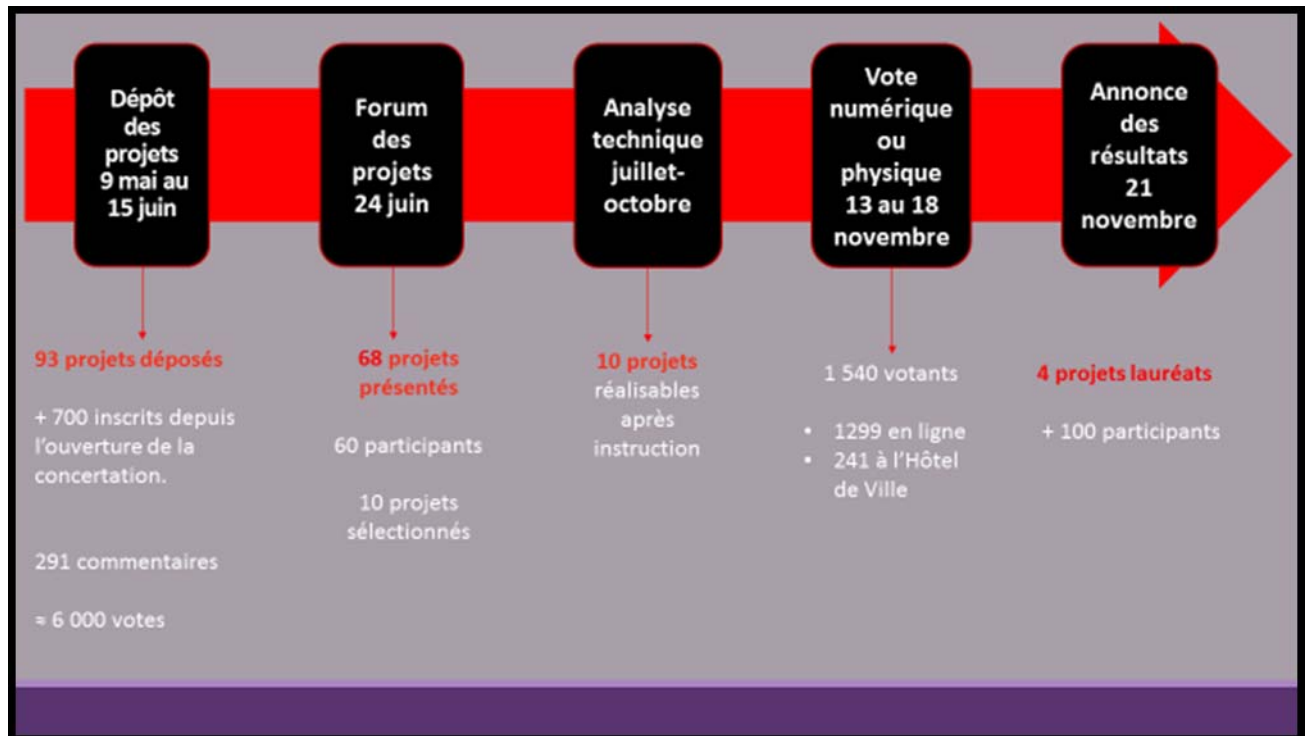 Dépôt
des
projets
9 mai au
15 juin
Forum
des
projets
24 juin
Analyse
technique
juillet-
octobre
Vote
numérique
ou
physique
13 au 18
novembre
Annonce
des
résultats
21
novembre
93 projets déposés
+ 700 inscrits depuis
l'ouverture de la
concertation.
291 commentaires
≈ 6 000 votes
68 projets
présentés
60 participants
10 projets
sélectionnés
10 projets
réalisables
après
instruction
1 540 votants
• 1299 en ligne
• 241 à l'Hôtel
de Ville
4 projets lauréats
+ 100 participants